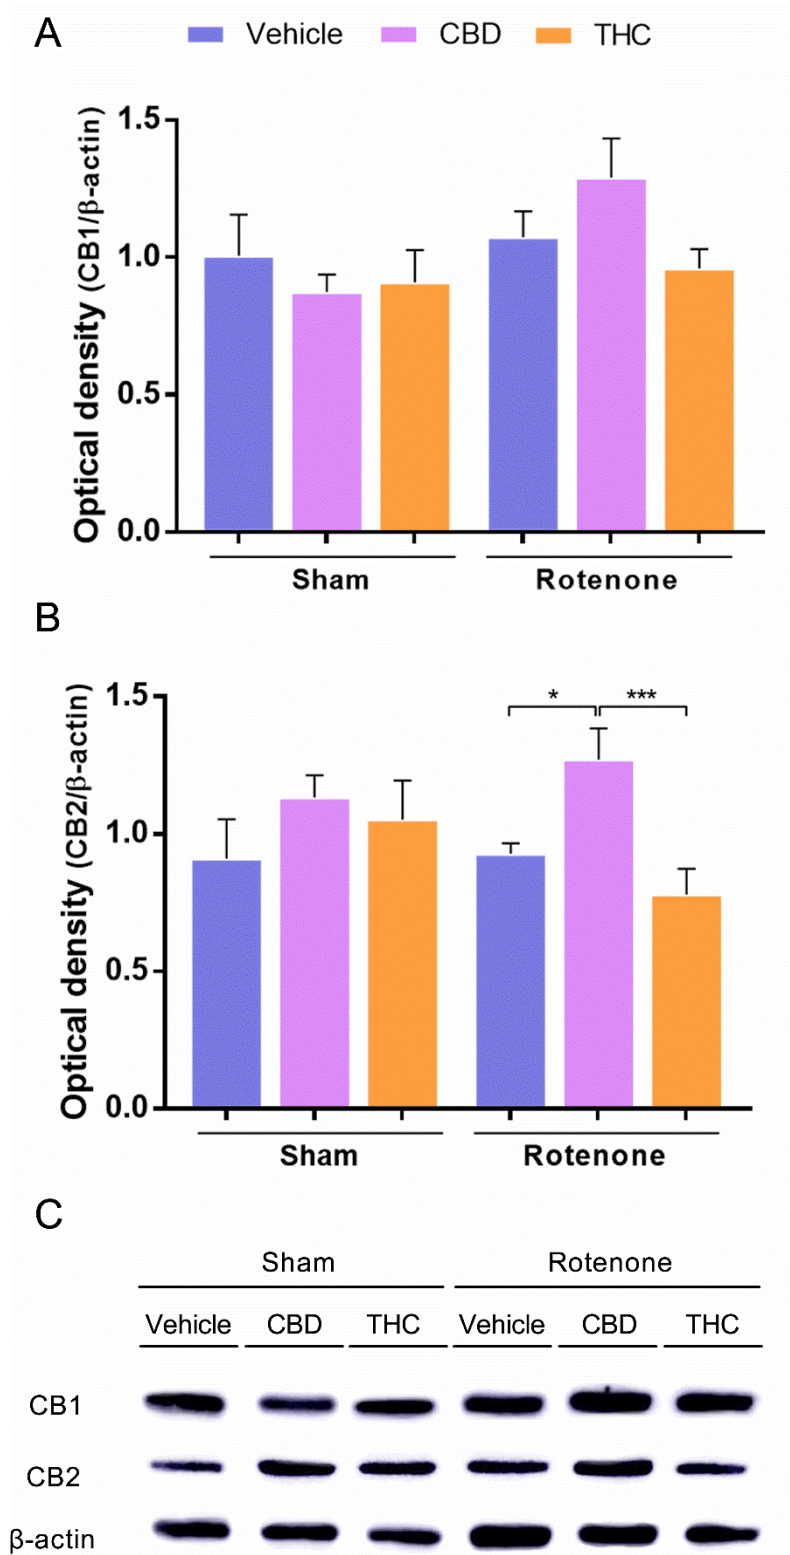 A
Vehicle CBD THC
Optical density (CB1/β-actin)
1.5
1.0
0.5
0.0
Sham Rotenone
B
Optical density (CB2/β-actin)
1.5
1.0
0.5
0.0
* ***
Sham Rotenone
C
Sham Rotenone
Vehicle CBD THC Vehicle CBD THC
CB1
CB2
β-actin